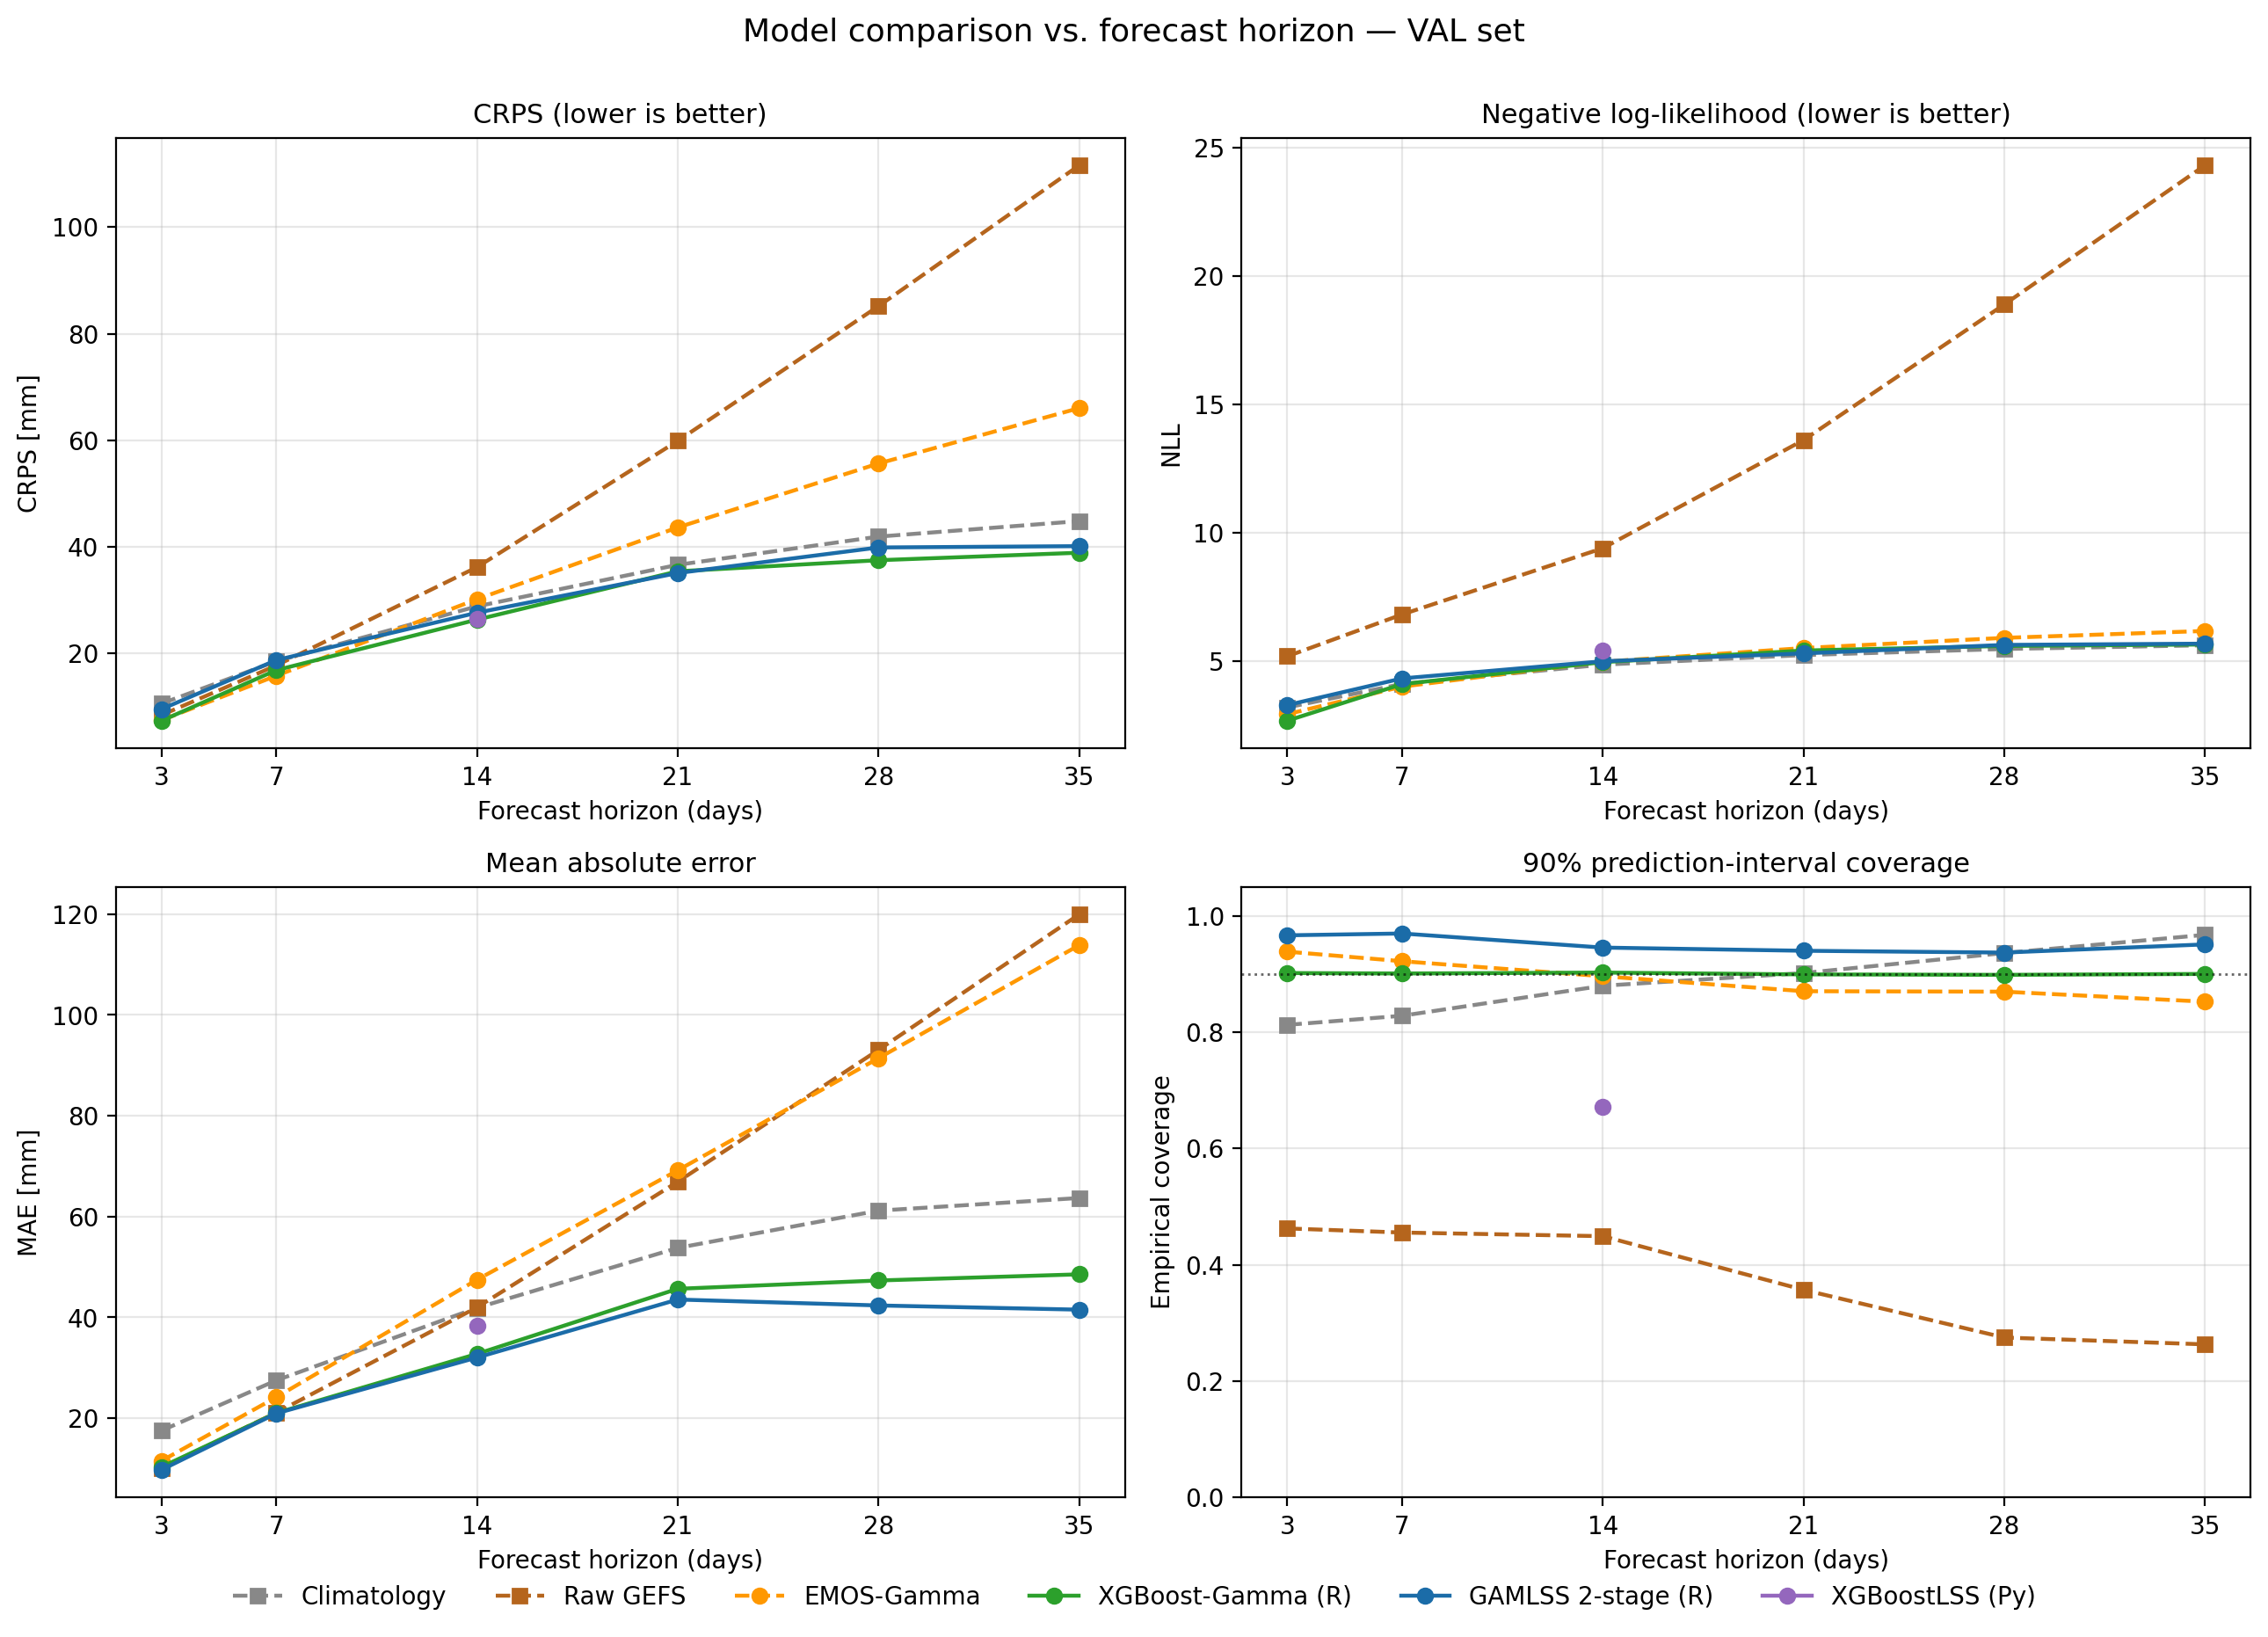 Model comparison vs. forecast horizon — VAL set
CRPS (lower is better)
CRPS [mm]
100
80
60
40
20
3 7 14 21 28 35
Forecast horizon (days)
Negative log-likelihood (lower is better)
NLL
25
20
15
10
5
3 7 14 21 28 35
Forecast horizon (days)
Mean absolute error
MAE [mm]
120
100
80
60
40
20
3 7 14 21 28 35
Forecast horizon (days)
90% prediction-interval coverage
Empirical coverage
1.0
0.8
0.6
0.4
0.2
0.0
3 7 14 21 28 35
Forecast horizon (days)
Climatology Raw GEFS EMOS-Gamma XGBoost-Gamma (R) GAMLSS 2-stage (R) XGBoostLSS (Py)